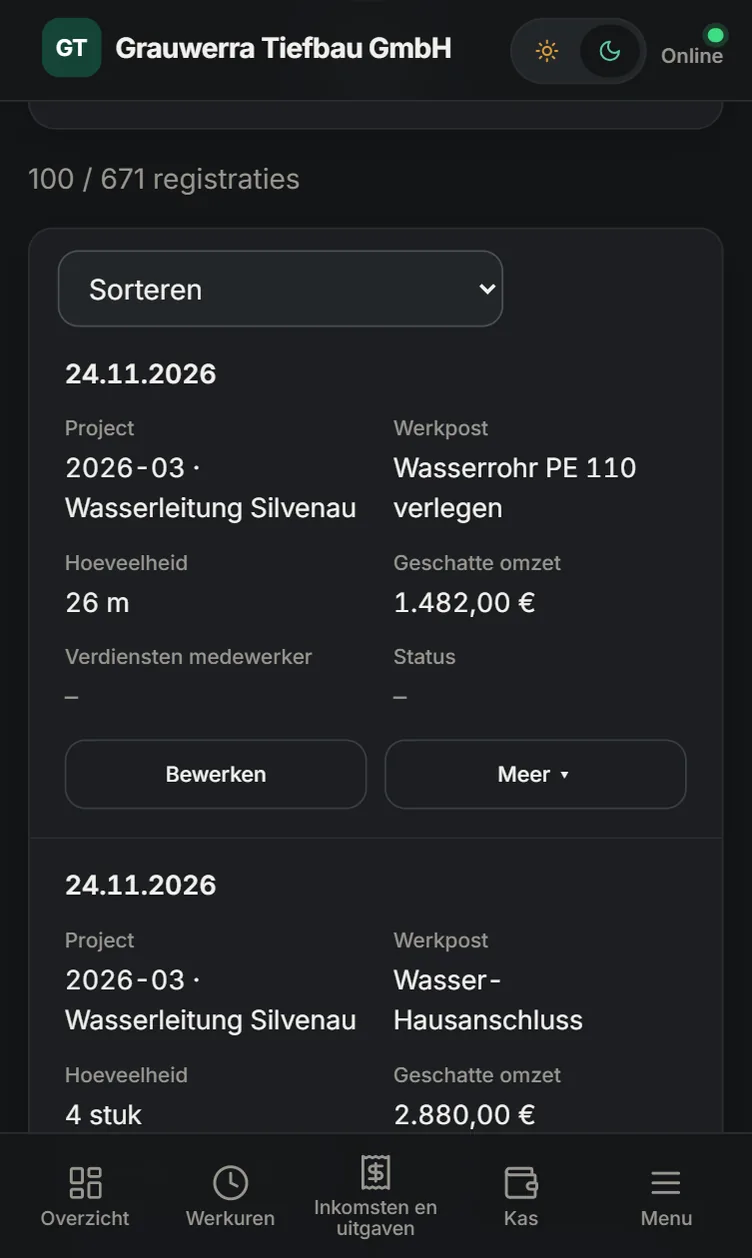 GT Grauwerra Tiefbau GmbH
Online
100 / 671 registraties
Sorteren
24.11.2026
Project
2026-03 ·
Wasserleitung Silvenau
Werkpost
Wasserrohr PE 110
verlegen
Hoeveelheid
26 m
Geschatte omzet
1.482,00 €
Verdiensten medewerker
–
Status
–
Bewerken
Meer ▾
24.11.2026
Project
2026-03 ·
Wasserleitung Silvenau
Werkpost
Wasser-
Hausanschluss
Hoeveelheid
4 stuk
Geschatte omzet
2.880,00 €
Overzicht
Werkuren
Inkomsten en
uitgaven
Kas
Menu